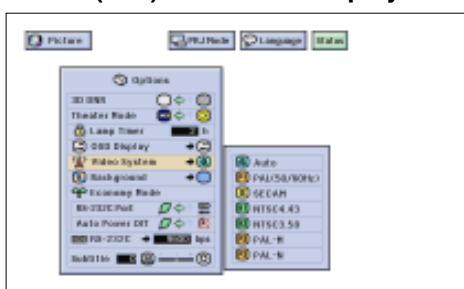 Picture
PRJ Mode
Language
Status
Options
3D DNR
Theater Mode
Lamp Timer h
OSD Display
Video System
Background
Economy Mode
RS-232C Port
Auto Power Off
RS-232C bps
Subtitle
Auto
PAL(50/60Hz)
SECAM
NTSC4.43
NTSC3.58
PAL-M
PAL-N